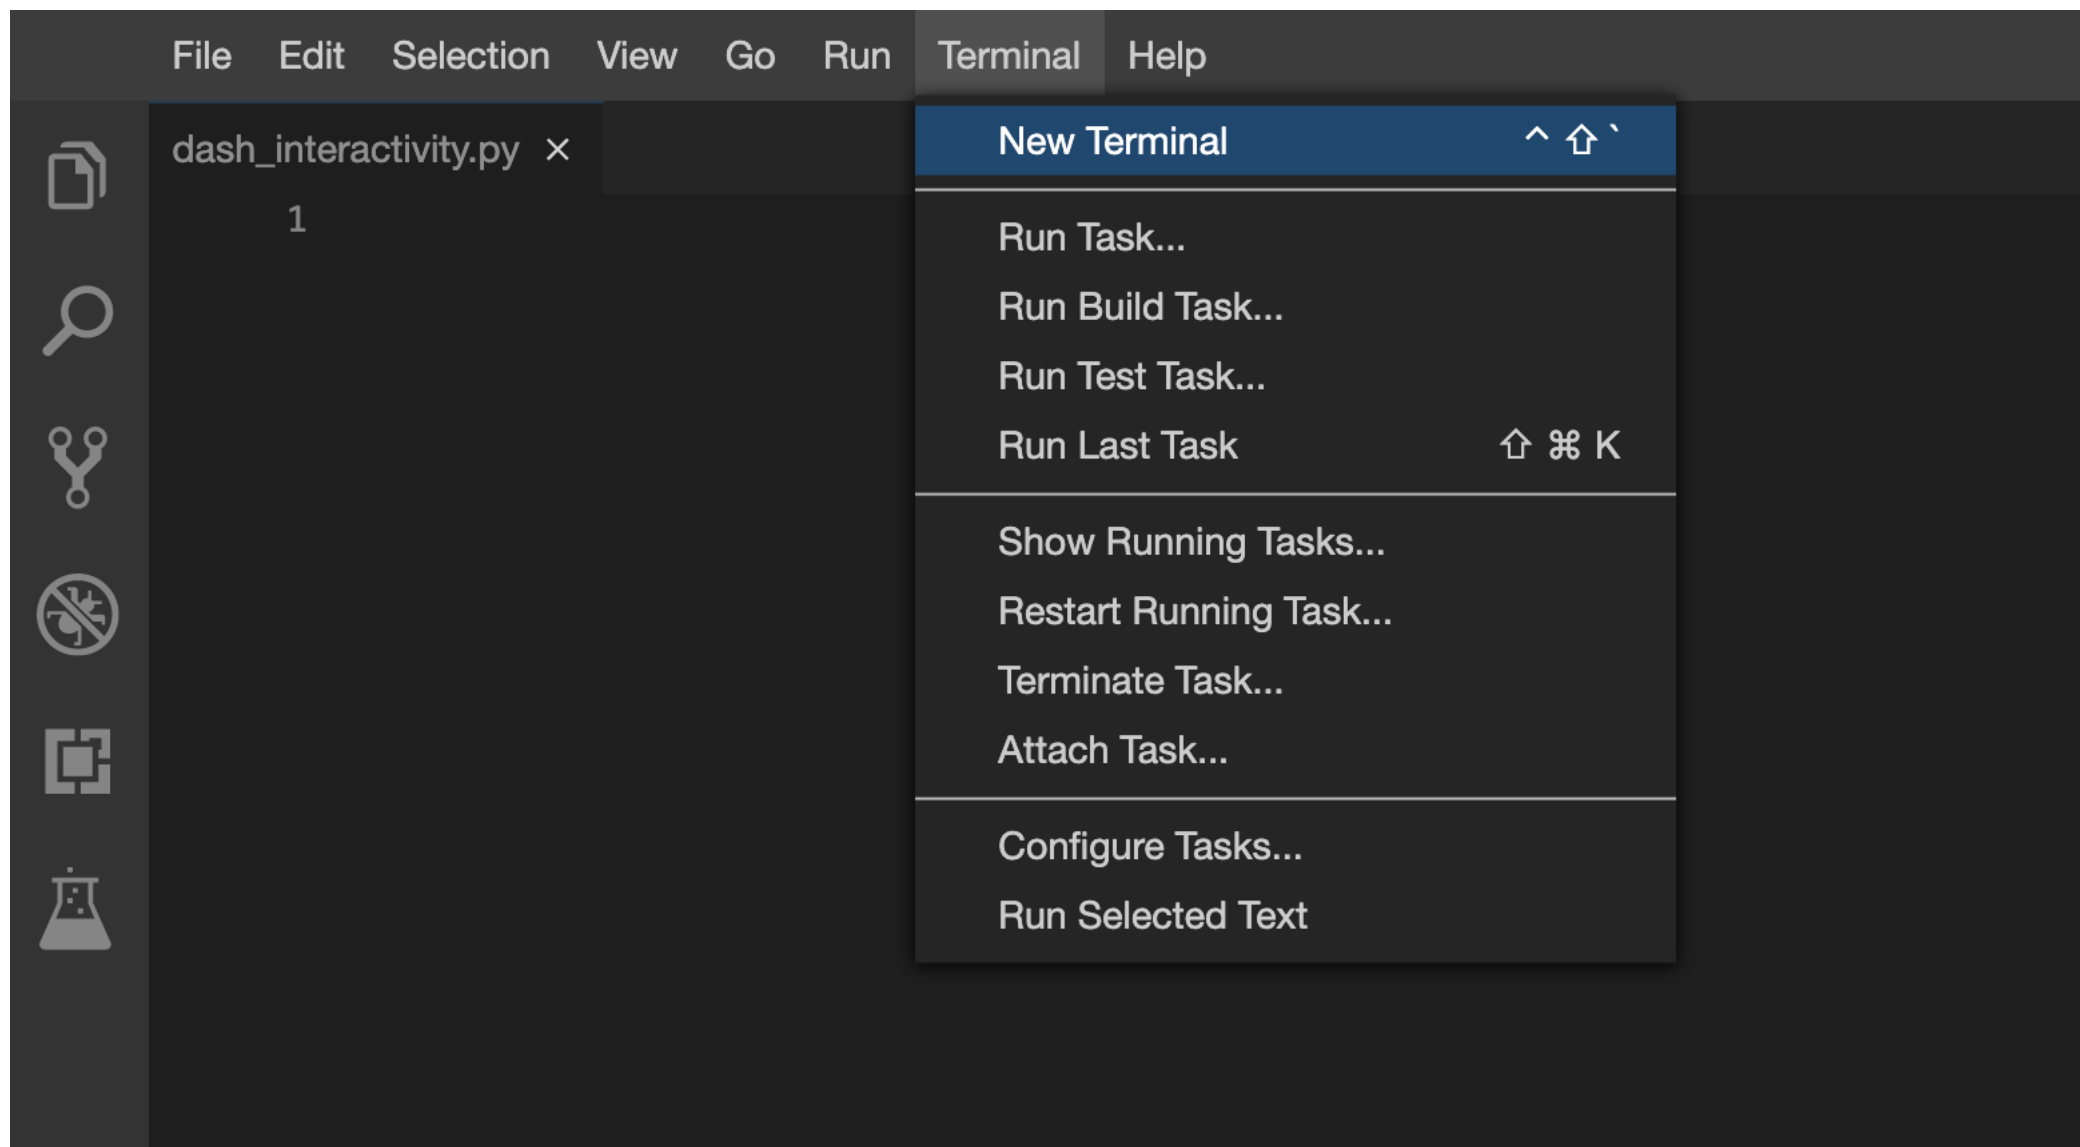 File Edit Selection View Go Run Terminal Help
dash_interactivity.py ×
1
New Terminal ^ ⇧ `
Run Task...
Run Build Task...
Run Test Task...
Run Last Task ⇧ ⌘ K
Show Running Tasks...
Restart Running Task...
Terminate Task...
Attach Task...
Configure Tasks...
Run Selected Text